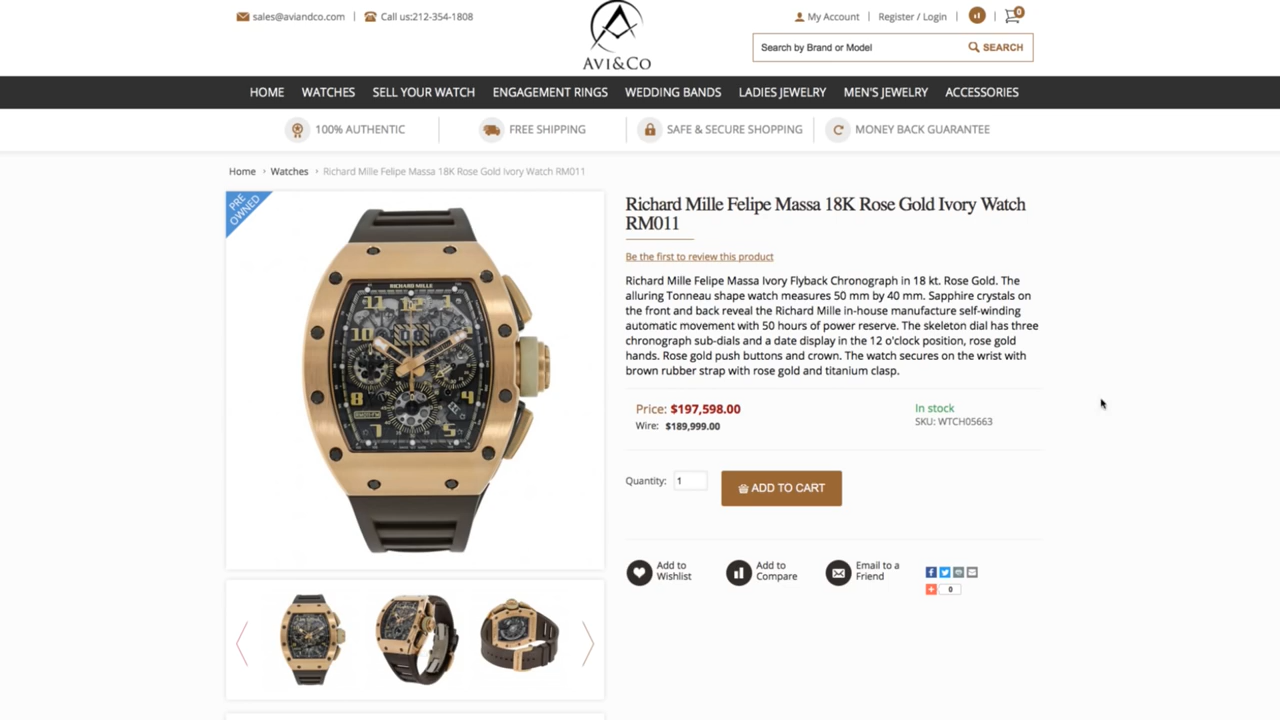 sales@aviandco.com | Call us:212-354-1808
My Account | Register / Login | | 0
AVI&CO
Search by Brand or Model SEARCH
HOME WATCHES SELL YOUR WATCH ENGAGEMENT RINGS WEDDING BANDS LADIES JEWELRY MEN'S JEWELRY ACCESSORIES
100% AUTHENTIC FREE SHIPPING SAFE & SECURE SHOPPING MONEY BACK GUARANTEE
Home › Watches › Richard Mille Felipe Massa 18K Rose Gold Ivory Watch RM011
PRE
OWNED
RICHARD MILLE
11 12 1
10
8 4
7 5
Richard Mille Felipe Massa 18K Rose Gold Ivory Watch
RM011
Be the first to review this product
Richard Mille Felipe Massa Ivory Flyback Chronograph in 18 kt. Rose Gold. The
alluring Tonneau shape watch measures 50 mm by 40 mm. Sapphire crystals on
the front and back reveal the Richard Mille in-house manufacture self-winding
automatic movement with 50 hours of power reserve. The skeleton dial has three
chronograph sub-dials and a date display in the 12 o'clock position, rose gold
hands. Rose gold push buttons and crown. The watch secures on the wrist with
brown rubber strap with rose gold and titanium clasp.
Price: $197,598.00
In stock
Wire: $189,999.00
SKU: WTCH05663
Quantity: 1
ADD TO CART
Add to
Wishlist
Add to
Compare
Email to a
Friend
0